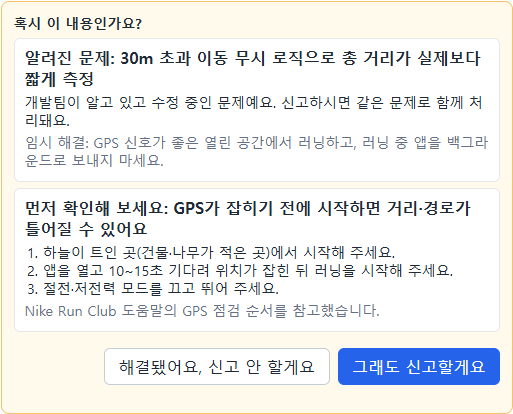 혹시 이 내용인가요?
알려진 문제: 30m 초과 이동 무시 로직으로 총 거리가 실제보다
짧게 측정
개발팀이 알고 있고 수정 중인 문제예요. 신고하시면 같은 문제로 함께 처
리돼요.
임시 해결: GPS 신호가 좋은 열린 공간에서 러닝하고, 러닝 중 앱을 백그라
운드로 보내지 마세요.
먼저 확인해 보세요: GPS가 잡히기 전에 시작하면 거리·경로가
틀어질 수 있어요
1. 하늘이 트인 곳(건물·나무가 적은 곳)에서 시작해 주세요.
2. 앱을 열고 10~15초 기다려 위치가 잡힌 뒤 러닝을 시작해 주세요.
3. 절전·저전력 모드를 끄고 뛰어 주세요.
Nike Run Club 도움말의 GPS 점검 순서를 참고했습니다.
해결됐어요, 신고 안 할게요
그래도 신고할게요